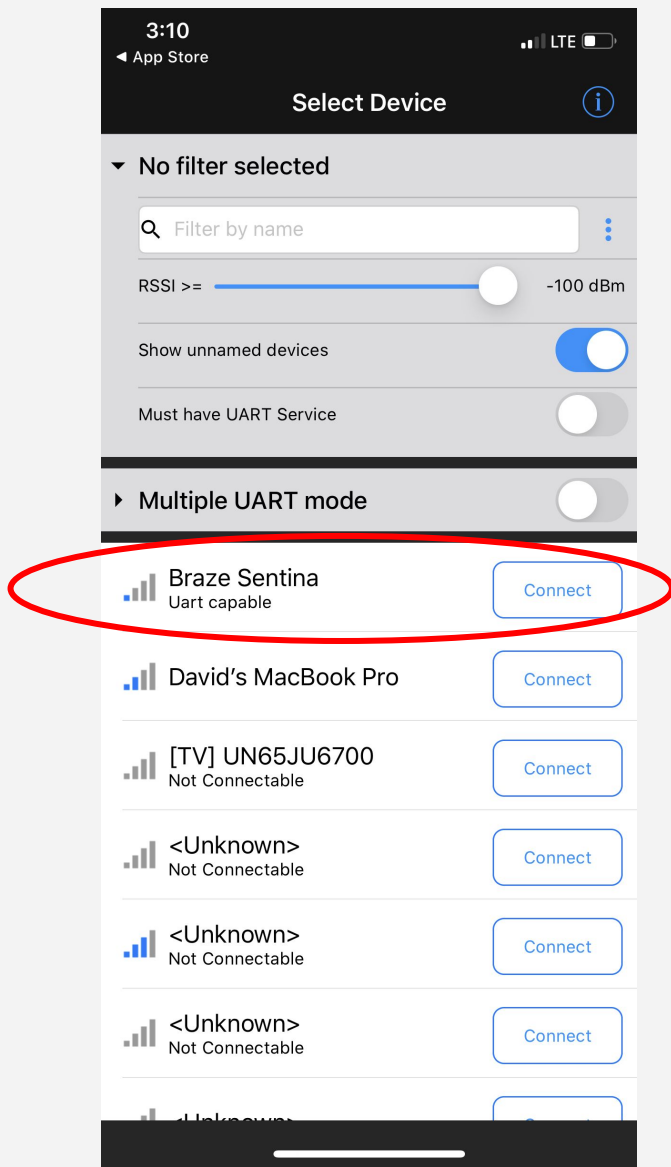 3:10
LTE
◀ App Store
Select Device
i
No filter selected
Filter by name
RSSI >= -100 dBm
Show unnamed devices
Must have UART Service
Multiple UART mode
Braze Sentina
Uart capable
Connect
David's MacBook Pro
Connect
[TV] UN65JU6700
Not Connectable
Connect
<Unknown>
Not Connectable
Connect
<Unknown>
Not Connectable
Connect
<Unknown>
Not Connectable
Connect